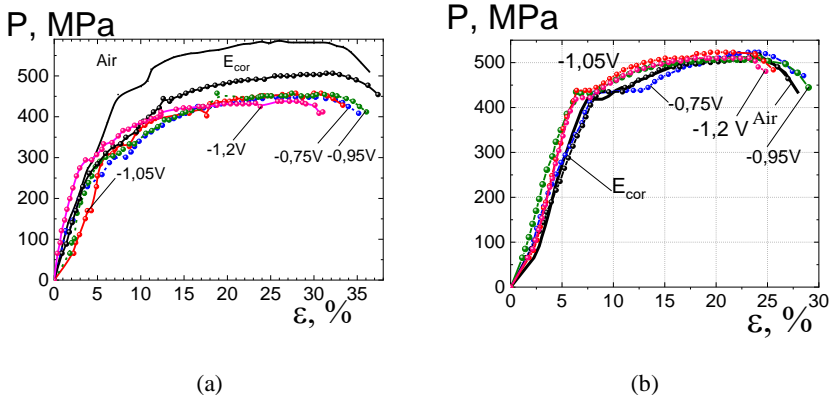 P, MPa
Air
E_cor
-1,2V
-0,75V
-0,95V
-1,05V
500
400
300
200
100
0
0 5 10 15 20 25 30 35
ε, %
(a)
P, MPa
-1,05V
-0,75V
-1,2 V
Air
-0,95V
E_cor
500
400
300
200
100
0
0 5 10 15 20 25 30
ε, %
(b)